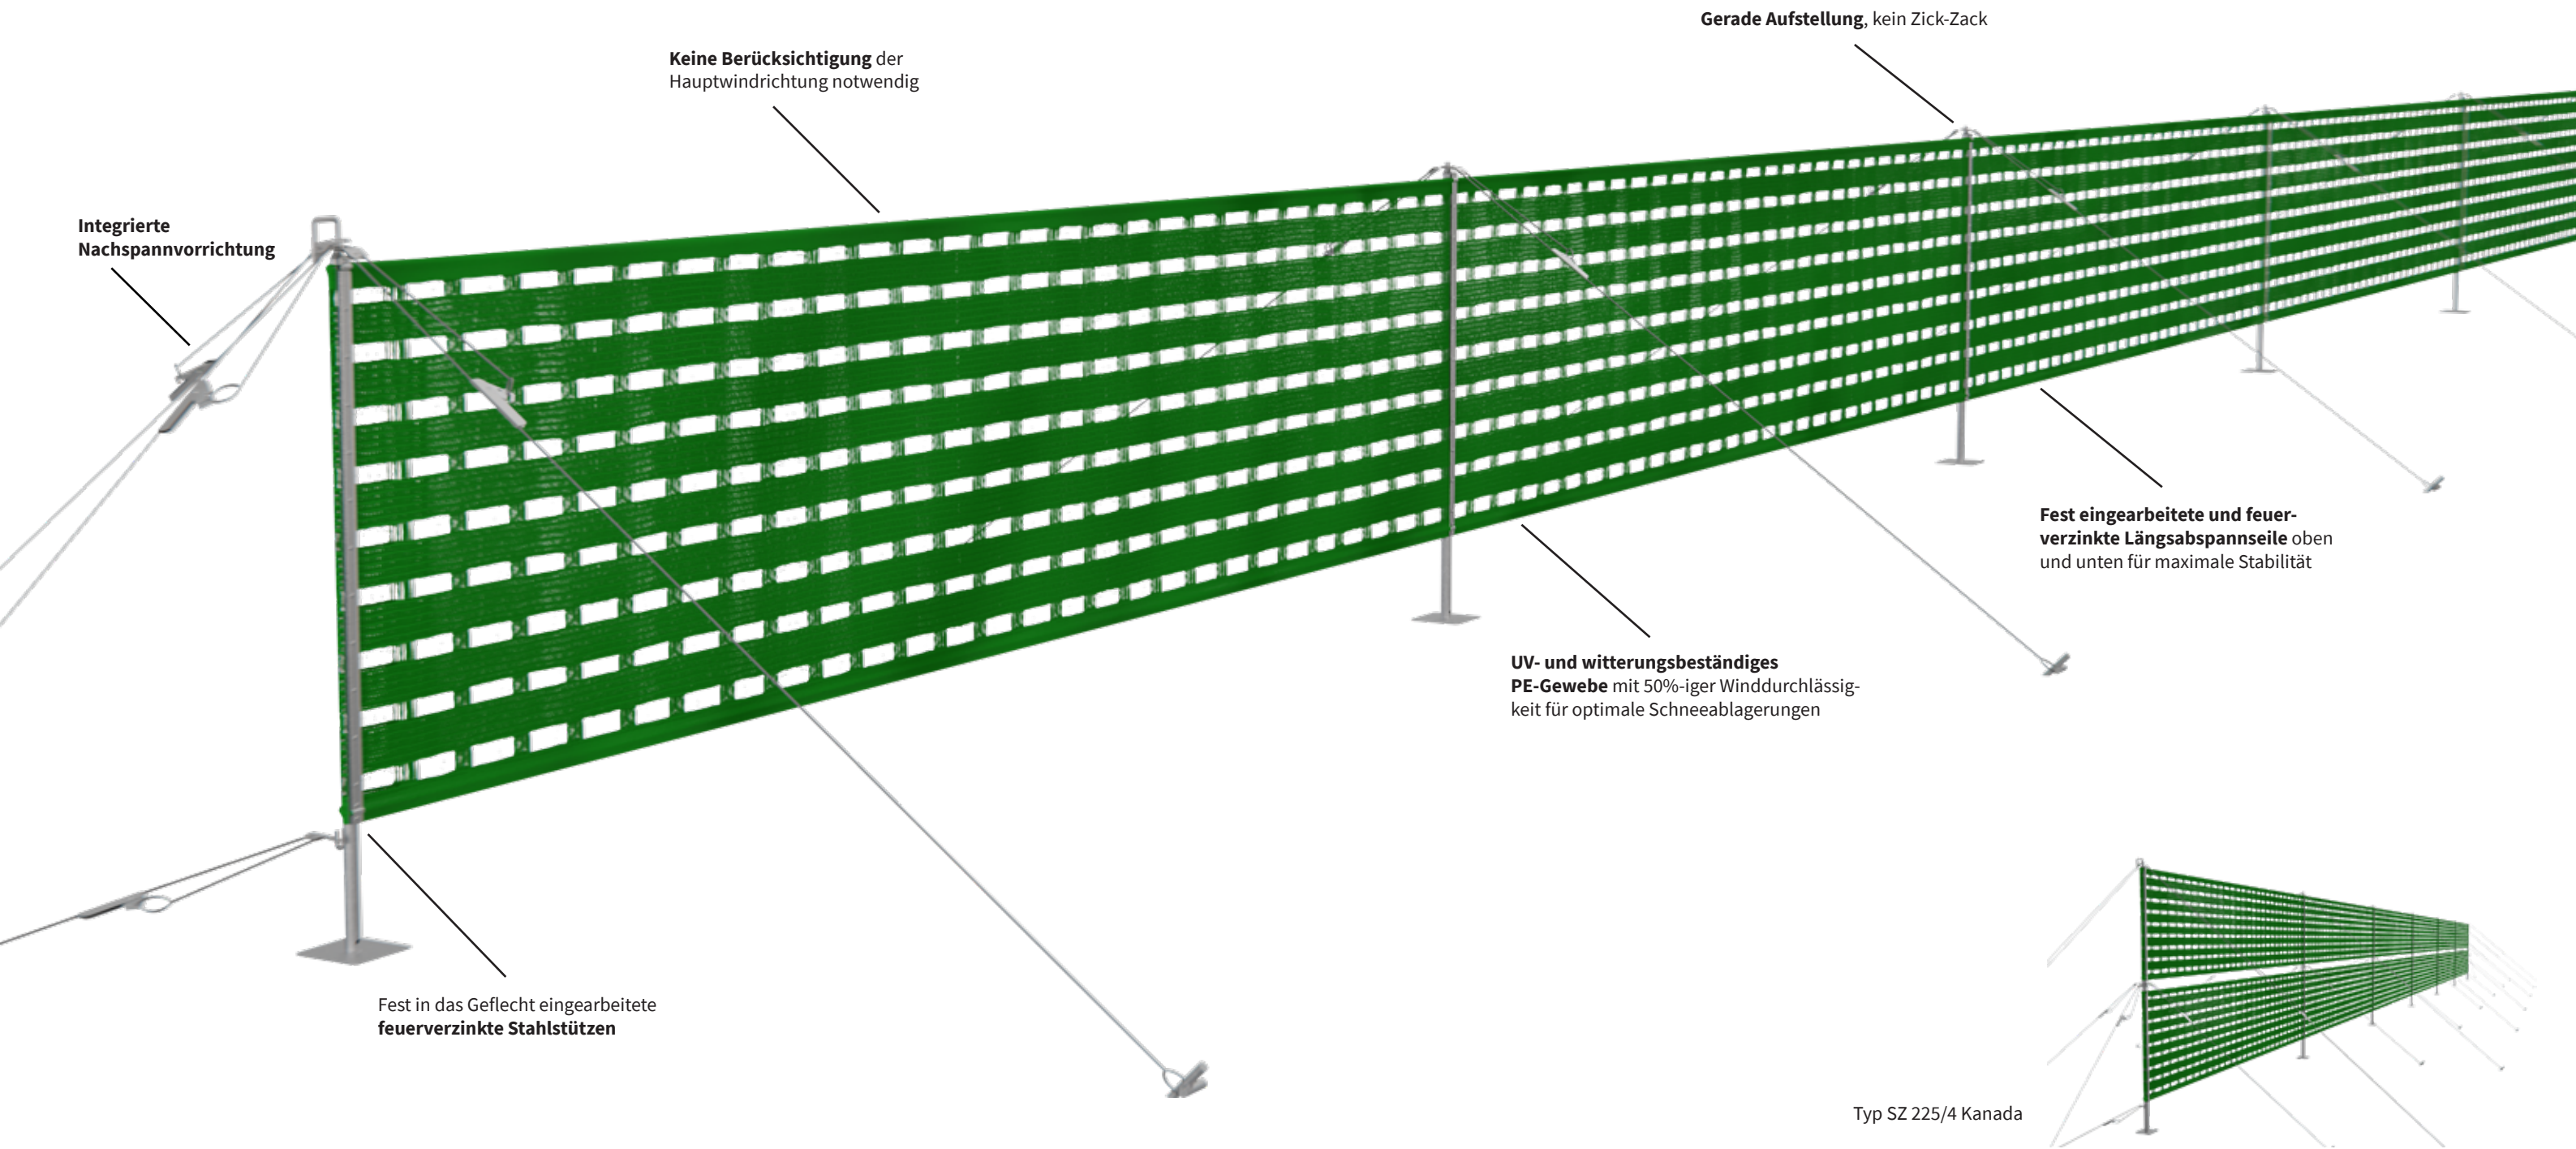 Gerade Aufstellung, kein Zick-Zack
Keine Berücksichtigung der
Hauptwindrichtung notwendig
Integrierte
Nachspannvorrichtung
Fest eingearbeitete und feuer-
verzinkte Längsabspannseile oben
und unten für maximale Stabilität
UV- und witterungsbeständiges
PE-Gewebe mit 50%-iger Winddurchlässig-
keit für optimale Schneeablagerungen
Fest in das Geflecht eingearbeitete
feuerverzinkte Stahlstützen
Typ SZ 225/4 Kanada